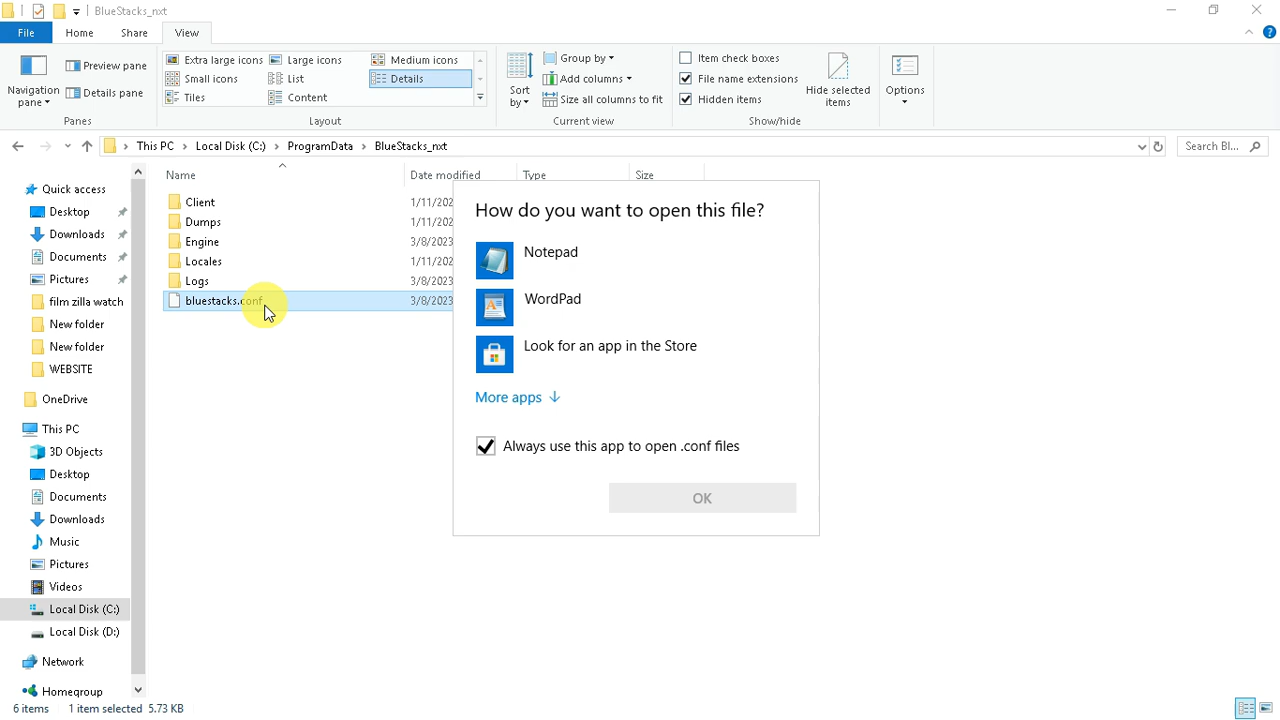 BlueStacks_nxt
File Home Share View
Navigation pane
Preview pane
Details pane
Panes
Extra large icons Large icons Medium icons
Small icons List Details
Tiles Content
Layout
Sort by
Group by
Add columns
Size all columns to fit
Current view
Item check boxes
File name extensions
Hidden items
Hide selected items
Show/hide
Options
This PC Local Disk (C:) ProgramData BlueStacks_nxt
Search Bl...
Name Date modified Type Size
Quick access
Desktop
Downloads
Documents
Pictures
film zilla watch
New folder
New folder
WEBSITE
OneDrive
This PC
3D Objects
Desktop
Documents
Downloads
Music
Pictures
Videos
Local Disk (C:)
Local Disk (D:)
Network
Homegroup
Client 1/11/202
Dumps 1/11/202
Engine 3/8/2023
Locales 1/11/202
Logs 3/8/2023
bluestacks.conf 3/8/2023
How do you want to open this file?
Notepad
WordPad
Look for an app in the Store
More apps
Always use this app to open .conf files
OK
6 items 1 item selected 5.73 KB